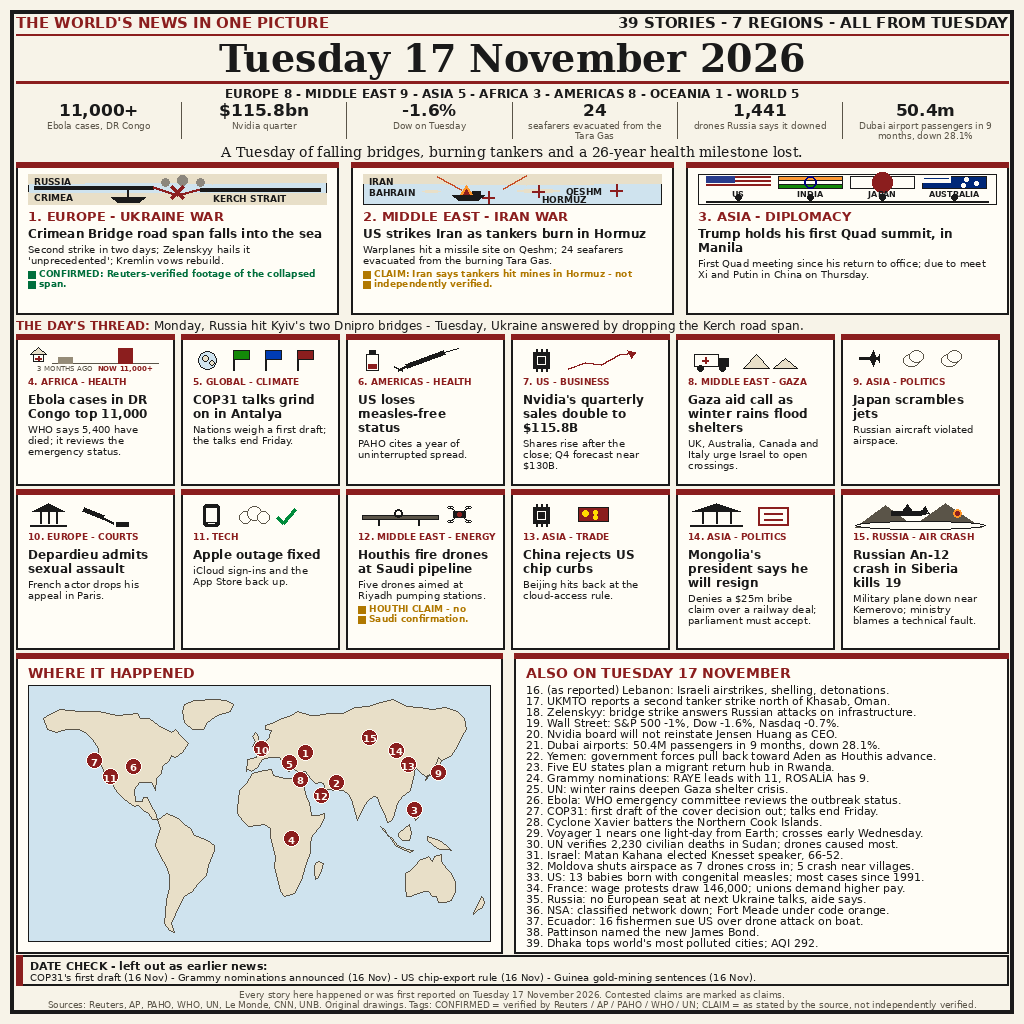 THE WORLD'S NEWS IN ONE PICTURE
39 STORIES - 7 REGIONS - ALL FROM TUESDAY
Tuesday 17 November 2026
EUROPE 8 - MIDDLE EAST 9 - ASIA 5 - AFRICA 3 - AMERICAS 8 - OCEANIA 1 - WORLD 5
11,000+
Ebola cases, DR Congo
$115.8bn
Nvidia quarter
-1.6%
Dow on Tuesday
24
seafarers evacuated from the
Tara Gas
1,441
drones Russia says it downed
50.4m
Dubai airport passengers in 9
months, down 28.1%
A Tuesday of falling bridges, burning tankers and a 26-year health milestone lost.
RUSSIA
CRIMEA
KERCH STRAIT
1. EUROPE - UKRAINE WAR
Crimean Bridge road span falls into the sea
Second strike in two days; Zelenskyy hails it
'unprecedented'; Kremlin vows rebuild.
CONFIRMED: Reuters-verified footage of the collapsed
span.
IRAN
BAHRAIN
QESHM
HORMUZ
2. MIDDLE EAST - IRAN WAR
US strikes Iran as tankers burn in Hormuz
Warplanes hit a missile site on Qeshm; 24 seafarers
evacuated from the burning Tara Gas.
CLAIM: Iran says tankers hit mines in Hormuz - not
independently verified.
US
INDIA
JAPAN
AUSTRALIA
3. ASIA - DIPLOMACY
Trump holds his first Quad summit, in
Manila
First Quad meeting since his return to office; due to meet
Xi and Putin in China on Thursday.
THE DAY'S THREAD: Monday, Russia hit Kyiv's two Dnipro bridges - Tuesday, Ukraine answered by dropping the Kerch road span.
3 MONTHS AGO NOW 11,000+
4. AFRICA - HEALTH
Ebola cases in DR
Congo top 11,000
WHO says 5,400 have
died; it reviews the
emergency status.
5. GLOBAL - CLIMATE
COP31 talks grind
on in Antalya
Nations weigh a first draft;
the talks end Friday.
6. AMERICAS - HEALTH
US loses
measles-free
status
PAHO cites a year of
uninterrupted spread.
7. US - BUSINESS
Nvidia's quarterly
sales double to
$115.8B
Shares rise after the
close; Q4 forecast near
$130B.
8. MIDDLE EAST - GAZA
Gaza aid call as
winter rains flood
shelters
UK, Australia, Canada and
Italy urge Israel to open
crossings.
9. ASIA - POLITICS
Japan scrambles
jets
Russian aircraft violated
airspace.
10. EUROPE - COURTS
Depardieu admits
sexual assault
French actor drops his
appeal in Paris.
11. TECH
Apple outage fixed
iCloud sign-ins and the
App Store back up.
12. MIDDLE EAST - ENERGY
Houthis fire drones
at Saudi pipeline
Five drones aimed at
Riyadh pumping stations.
HOUTHI CLAIM - no
Saudi confirmation.
13. ASIA - TRADE
China rejects US
chip curbs
Beijing hits back at the
cloud-access rule.
14. ASIA - POLITICS
Mongolia's
president says he
will resign
Denies a $25m bribe
claim over a railway deal;
parliament must accept.
15. RUSSIA - AIR CRASH
Russian An-12
crash in Siberia
kills 19
Military plane down near
Kemerovo; ministry
blames a technical fault.
WHERE IT HAPPENED
15
10
1
14
7
6
5
13
9
11
8
2
12
3
4
ALSO ON TUESDAY 17 NOVEMBER
16. (as reported) Lebanon: Israeli airstrikes, shelling, detonations.
17. UKMTO reports a second tanker strike north of Khasab, Oman.
18. Zelenskyy: bridge strike answers Russian attacks on infrastructure.
19. Wall Street: S&P 500 -1%, Dow -1.6%, Nasdaq -0.7%.
20. Nvidia board will not reinstate Jensen Huang as CEO.
21. Dubai airports: 50.4M passengers in 9 months, down 28.1%.
22. Yemen: government forces pull back toward Aden as Houthis advance.
23. Five EU states plan a migrant return hub in Rwanda.
24. Grammy nominations: RAYE leads with 11, ROSALIA has 9.
25. UN: winter rains deepen Gaza shelter crisis.
26. Ebola: WHO emergency committee reviews the outbreak status.
27. COP31: first draft of the cover decision out; talks end Friday.
28. Cyclone Xavier batters the Northern Cook Islands.
29. Voyager 1 nears one light-day from Earth; crosses early Wednesday.
30. UN verifies 2,230 civilian deaths in Sudan; drones caused most.
31. Israel: Matan Kahana elected Knesset speaker, 66-52.
32. Moldova shuts airspace as 7 drones cross in; 5 crash near villages.
33. US: 13 babies born with congenital measles; most cases since 1991.
34. France: wage protests draw 146,000; unions demand higher pay.
35. Russia: no European seat at next Ukraine talks, aide says.
36. NSA: classified network down; Fort Meade under code orange.
37. Ecuador: 16 fishermen sue US over drone attack on boat.
38. Pattinson named the new James Bond.
39. Dhaka tops world's most polluted cities; AQI 292.
DATE CHECK - left out as earlier news:
COP31's first draft (16 Nov) - Grammy nominations announced (16 Nov) - US chip-export rule (16 Nov) - Guinea gold-mining sentences (16 Nov).
Every story here happened or was first reported on Tuesday 17 November 2026. Contested claims are marked as claims.
Sources: Reuters, AP, PAHO, WHO, UN, Le Monde, CNN, UNB. Original drawings. Tags: CONFIRMED = verified by Reuters / AP / PAHO / WHO / UN; CLAIM = as stated by the source, not independently verified.